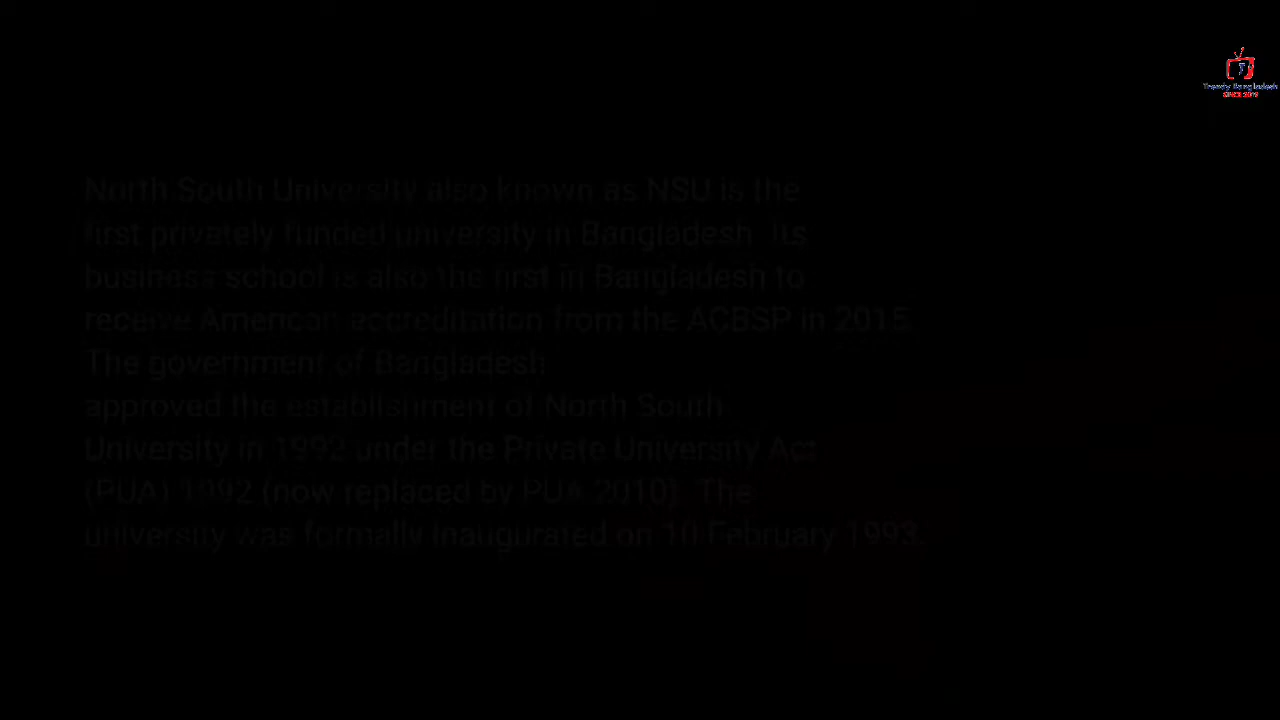 Trendy Bangladesh
North South University also known as NSU is the
first privately funded university in Bangladesh. Its
business school is also the first in Bangladesh to
receive American accreditation from the ACBSP in 2015.
The government of Bangladesh
approved the establishment of North South
University in 1992 under the Private University Act
(PUA) 1992 (now replaced by PUA 2010). The
university was formally inaugurated on 10 February 1993.